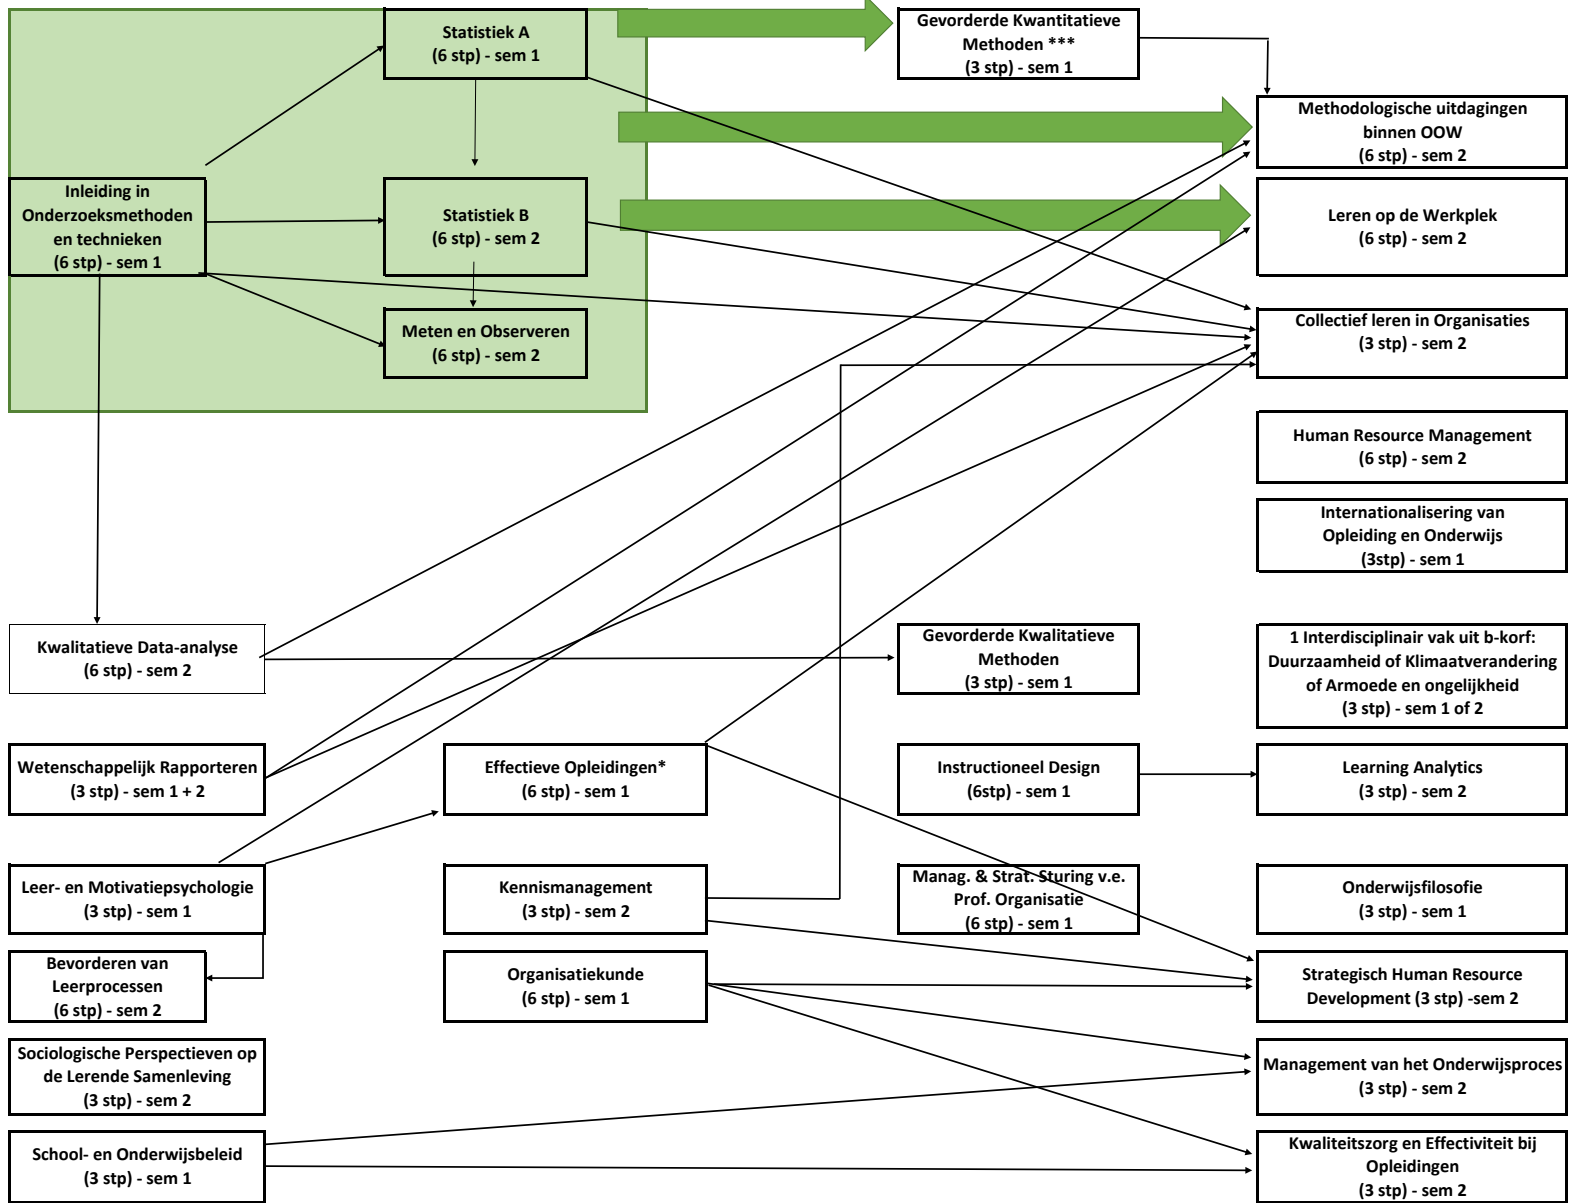 Statistiek A
(6 stp) - sem 1
Gevorderde Kwantitatieve
Methoden ***
(3 stp) - sem 1
Methodologische uitdagingen
binnen OOW
(6 stp) - sem 2
Inleiding in
Onderzoeksmethoden
en technieken
(6 stp) - sem 1
Statistiek B
(6 stp) - sem 2
Leren op de Werkplek
(6 stp) - sem 2
Meten en Observeren
(6 stp) - sem 2
Collectief leren in Organisaties
(3 stp) - sem 2
Human Resource Management
(6 stp) - sem 2
Internationalisering van
Opleiding en Onderwijs
(3stp) - sem 1
Kwalitatieve Data-analyse
(6 stp) - sem 2
Gevorderde Kwalitatieve
Methoden
(3 stp) - sem 1
1 Interdisciplinair vak uit b-korf:
Duurzaamheid of Klimaatverandering
of Armoede en ongelijkheid
(3 stp) - sem 1 of 2
Wetenschappelijk Rapporteren
(3 stp) - sem 1 + 2
Effectieve Opleidingen*
(6 stp) - sem 1
Instructioneel Design
(6stp) - sem 1
Learning Analytics
(3 stp) - sem 2
Leer- en Motivatiepsychologie
(3 stp) - sem 1
Kennismanagement
(3 stp) - sem 2
Manag. & Strat. Sturing v.e.
Prof. Organisatie
(6 stp) - sem 1
Onderwijsfilosofie
(3 stp) - sem 1
Bevorderen van
Leerprocessen
(6 stp) - sem 2
Organisatiekunde
(6 stp) - sem 1
Strategisch Human Resource
Development (3 stp) -sem 2
Sociologische Perspectieven op
de Lerende Samenleving
(3 stp) - sem 2
Management van het Onderwijsproces
(3 stp) - sem 2
School- en Onderwijsbeleid
(3 stp) - sem 1
Kwaliteitszorg en Effectiviteit bij
Opleidingen
(3 stp) - sem 2